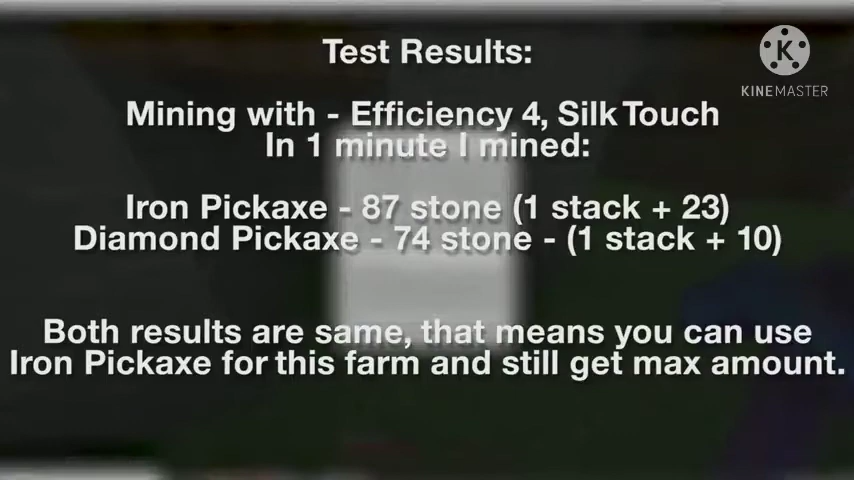 Test Results:
KINEMASTER
Mining with - Efficiency 4, Silk Touch
In 1 minute I mined:
Iron Pickaxe - 87 stone (1 stack + 23)
Diamond Pickaxe - 74 stone - (1 stack + 10)
Both results are same, that means you can use
Iron Pickaxe for this farm and still get max amount.